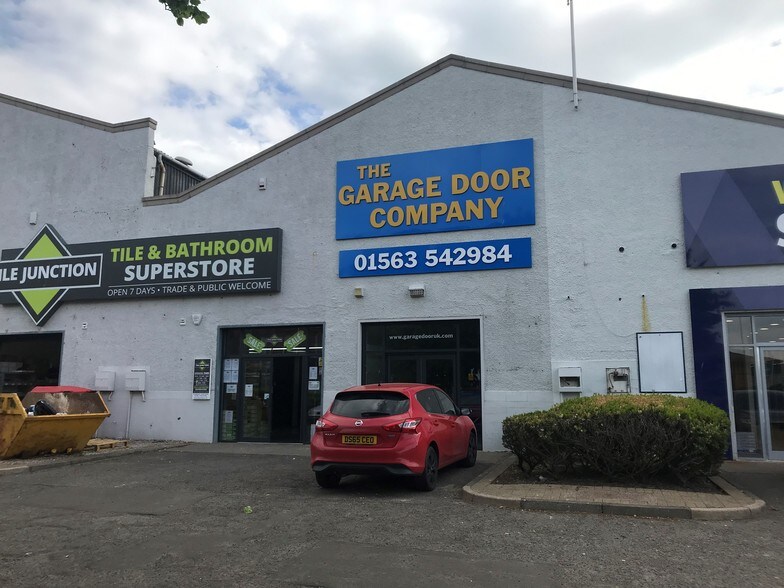 THE
GARAGE DOOR
COMPANY
01563 542984
ILE JUNCTION
TILE & BATHROOM
SUPERSTORE
OPEN 7 DAYS • TRADE & PUBLIC WELCOME
www.garagedoorsk.com